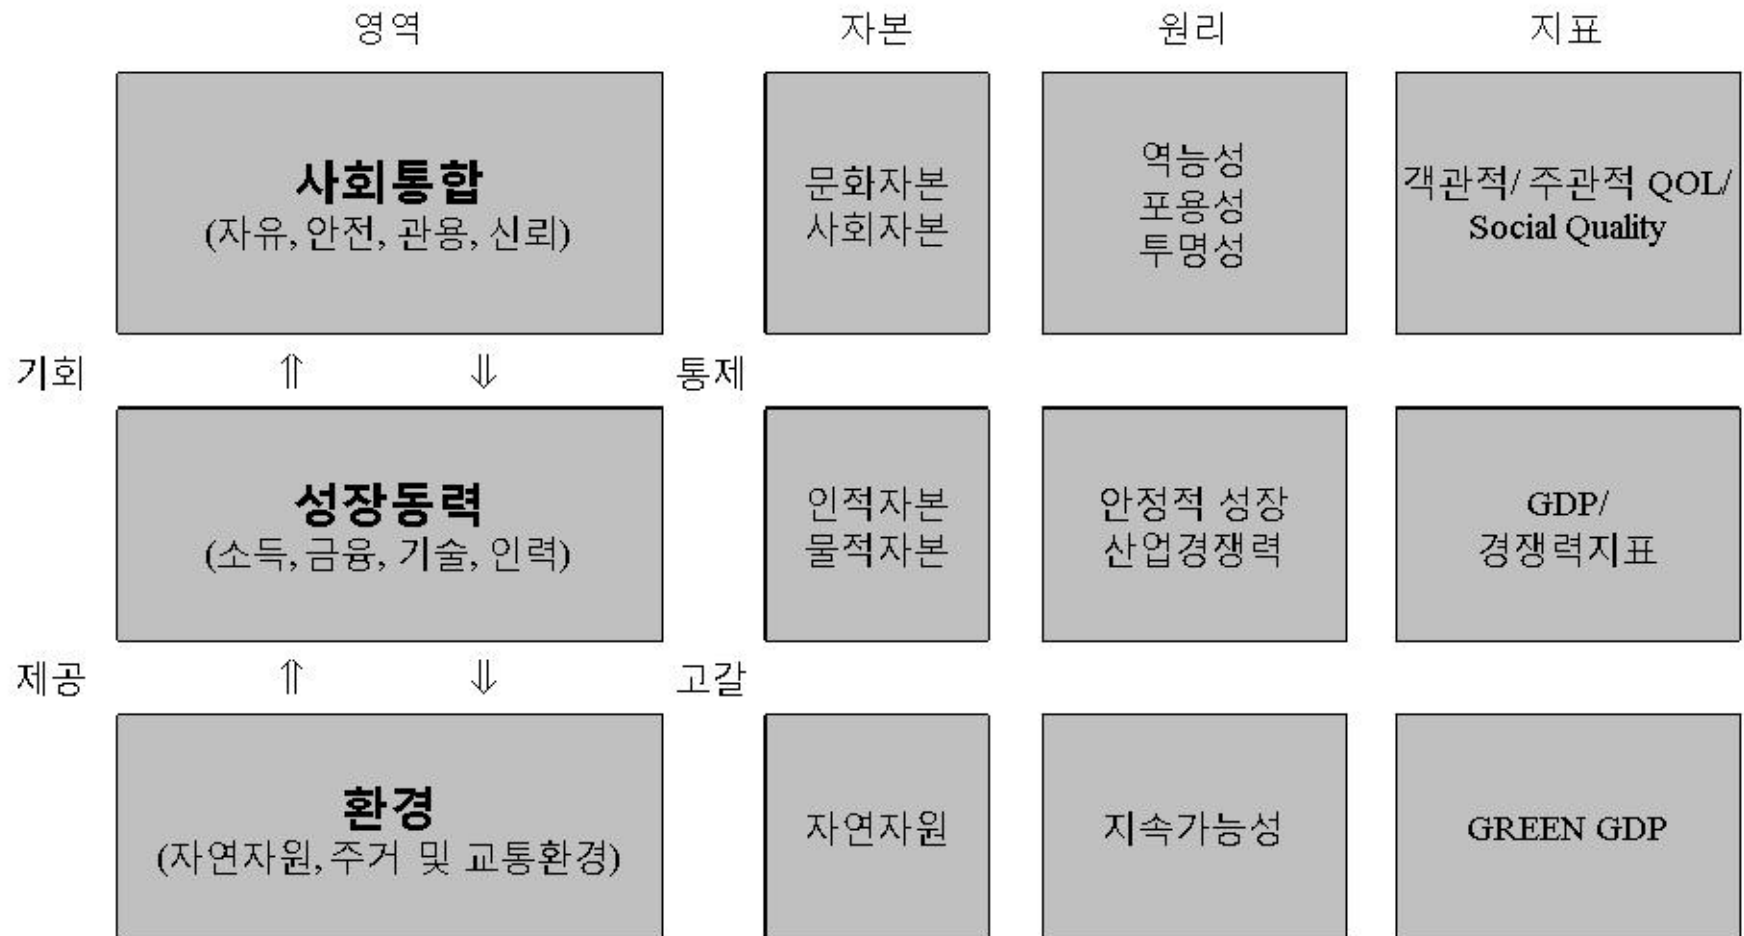 영역 자본 원리 지표
사회통합
(자유, 안전, 관용, 신뢰)
문화자본
사회자본
역능성
포용성
투명성
객관적/ 주관적 QOL/
Social Quality
기회 ⇑ ⇓ 통제
성장동력
(소득, 금융, 기술, 인력)
인적자본
물적자본
안정적 성장
산업경쟁력
GDP/
경쟁력지표
제공 ⇑ ⇓ 고갈
환경
(자연자원, 주거 및 교통환경)
자연자원
지속가능성
GREEN GDP